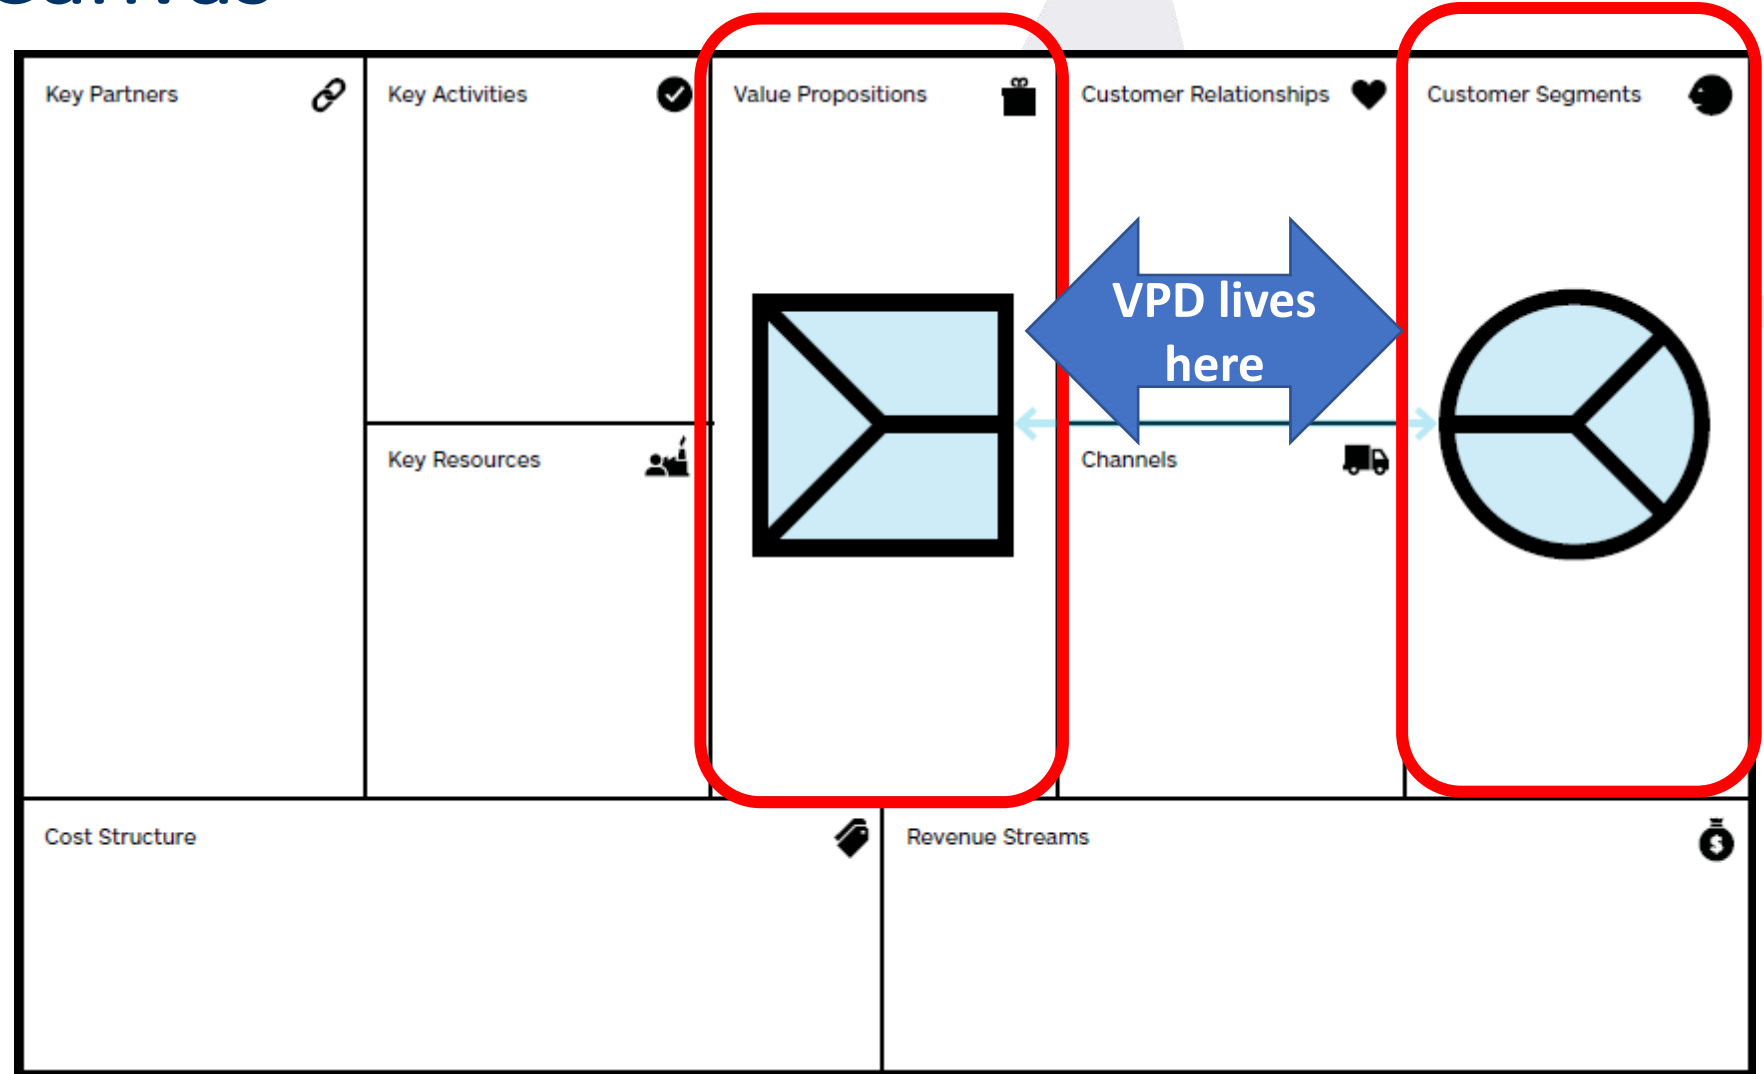 Key Partners
Key Activities
Value Propositions
Customer Relationships
Customer Segments
VPD lives
here
Key Resources
Channels
Cost Structure
Revenue Streams
$